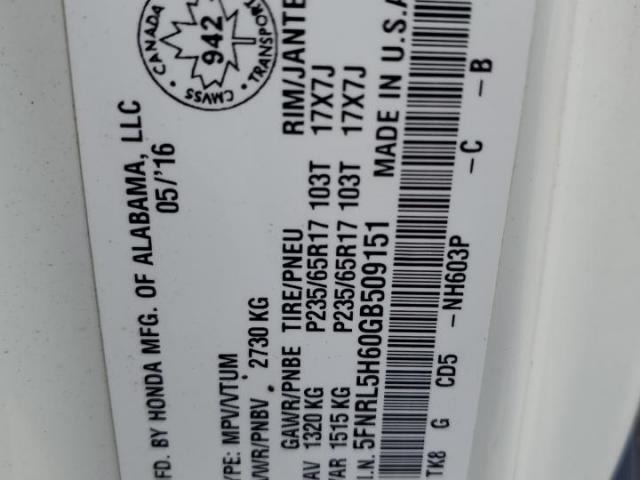 CANADA
942
CMVSS TRANSPORT
FD. BY HONDA MFG. OF ALABAMA, LLC
05/'16
YPE: MPV/VTUM
VWR/PNBV 2730 KG
GAWR/PNBE TIRE/PNEU RIM/JANTE
AV 1320 KG P235/65R17 103T 17X7J
AR 1515 KG P235/65R17 103T 17X7J
I.N. 5FNRL5H60GB509151 MADE IN U.S.A
TK8 G CD5 -NH603P -C -B